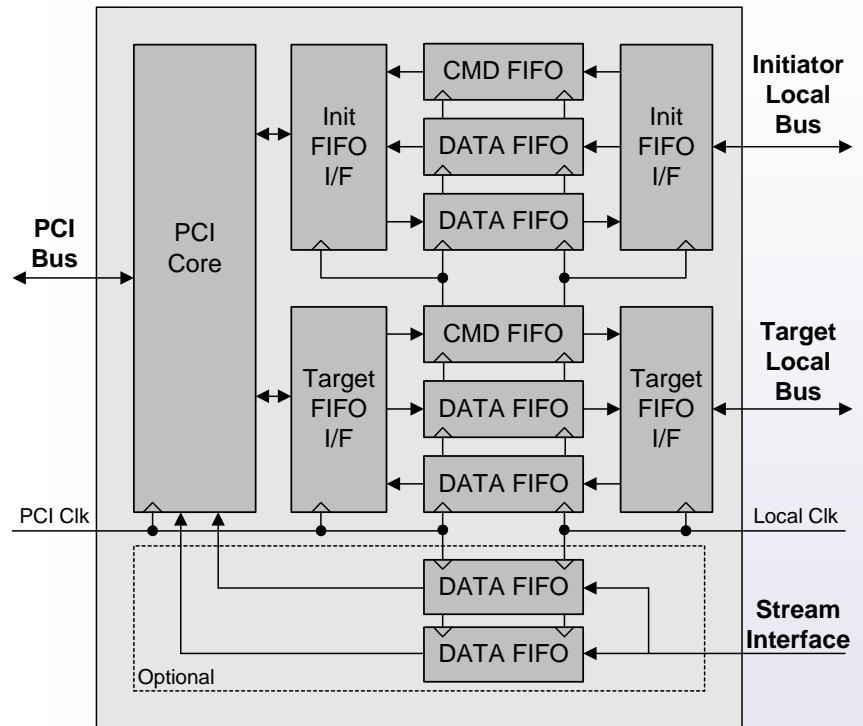 CMD FIFO
Initiator
Local
Bus
Init
FIFO
I/F
DATA FIFO
Init
FIFO
I/F
DATA FIFO
PCI
Bus
PCI
Core
CMD FIFO
Target
Local
Bus
Target
FIFO
I/F
DATA FIFO
Target
FIFO
I/F
DATA FIFO
PCI Clk
Local Clk
DATA FIFO
Stream
Interface
DATA FIFO
Optional